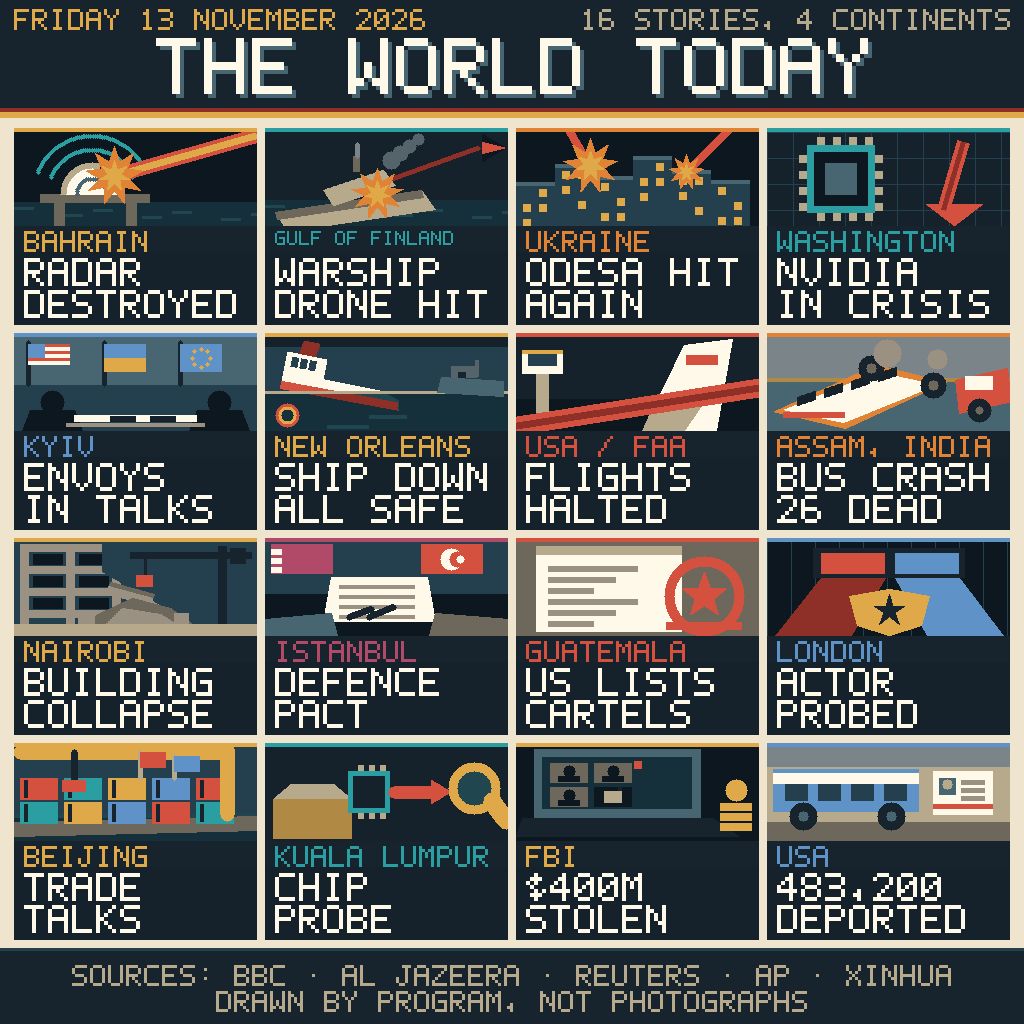 FRIDAY 13 NOVEMBER 2026
16 STORIES, 4 CONTINENTS
THE WORLD TODAY
BAHRAIN
RADAR
DESTROYED
GULF OF FINLAND
WARSHIP
DRONE HIT
UKRAINE
ODESA HIT
AGAIN
WASHINGTON
NVIDIA
IN CRISIS
KYIV
ENVOYS
IN TALKS
NEW ORLEANS
SHIP DOWN
ALL SAFE
USA / FAA
FLIGHTS
HALTED
ASSAM, INDIA
BUS CRASH
26 DEAD
NAIROBI
BUILDING
COLLAPSE
ISTANBUL
DEFENCE
PACT
GUATEMALA
US LISTS
CARTELS
LONDON
ACTOR
PROBED
BEIJING
TRADE
TALKS
KUALA LUMPUR
CHIP
PROBE
FBI
$400M
STOLEN
USA
483,200
DEPORTED
SOURCES: BBC · AL JAZEERA · REUTERS · AP · XINHUA
DRAWN BY PROGRAM, NOT PHOTOGRAPHS